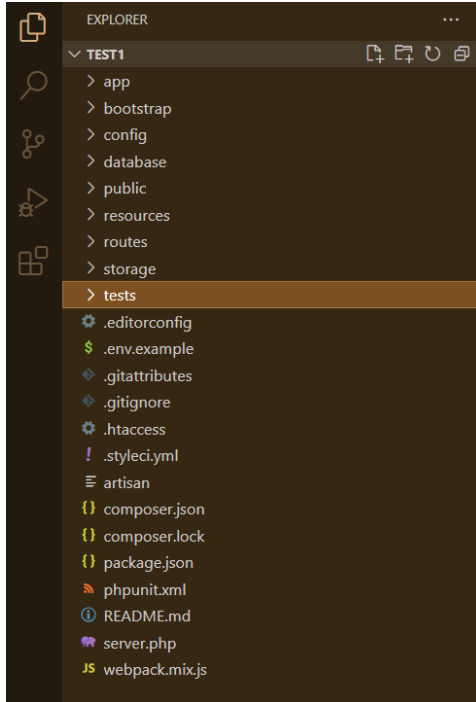 EXPLORER
TEST1
app
bootstrap
config
database
public
resources
routes
storage
tests
.editorconfig
$ .env.example
.gitattributes
.gitignore
.htaccess
! .styleci.yml
artisan
{} composer.json
{} composer.lock
{} package.json
phpunit.xml
README.md
server.php
JS webpack.mix.js